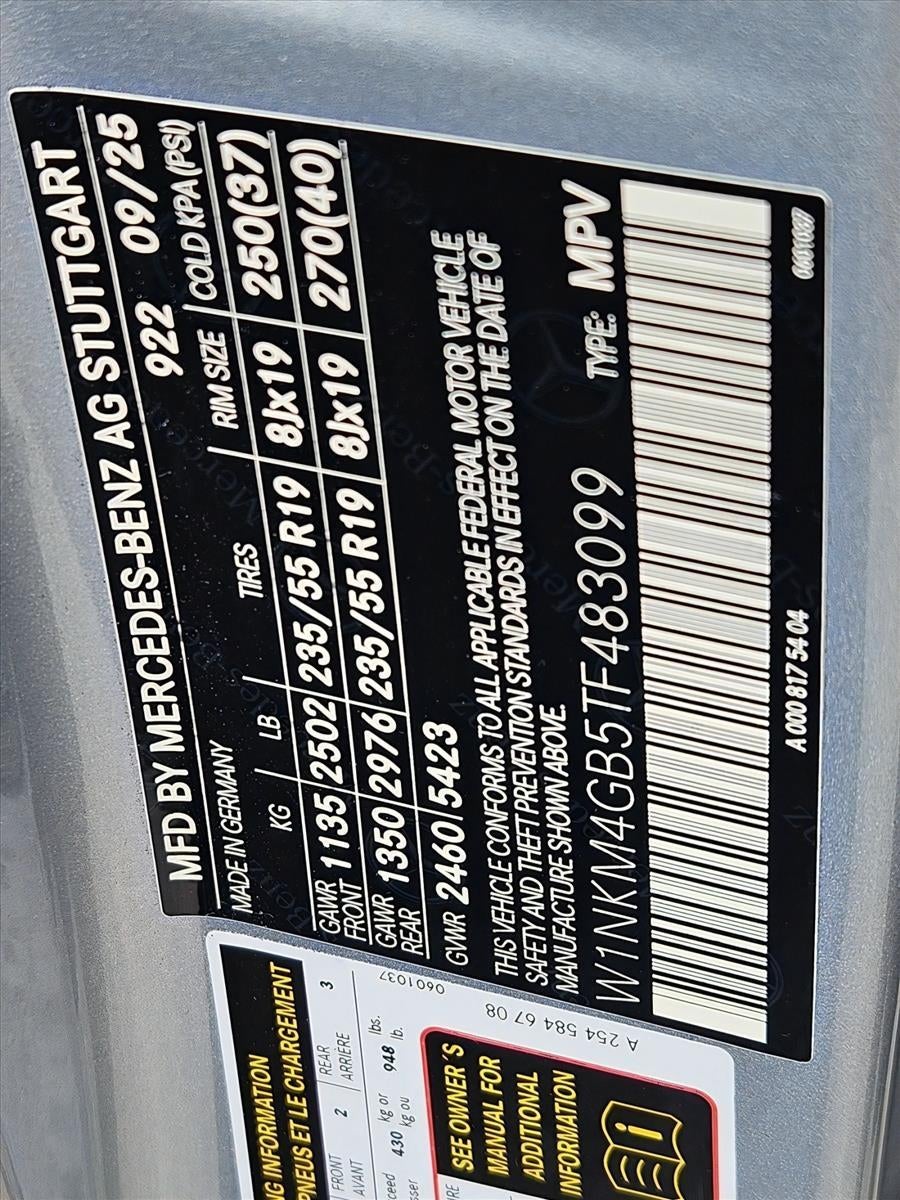 MFD BY MERCEDES-BENZ AG STUTTGART
MADE IN GERMANY 922 09/25
KG LB TIRES RIM SIZE COLD KPA (PSI)
GAWR FRONT 1135 2502 235/55 R19 8Jx19 250(37)
GAWR REAR 1350 2976 235/55 R19 8Jx19 270(40)
GVWR 2460/5423
THIS VEHICLE CONFORMS TO ALL APPLICABLE FEDERAL MOTOR VEHICLE
SAFETY AND THEFT PREVENTION STANDARDS IN EFFECT ON THE DATE OF
MANUFACTURE SHOWN ABOVE.
W1NKM4GB5TF483099 TYPE: MPV
A 000 817 54 04
NG INFORMATION
PNEUS ET LE CHARGEMENT
FRONT 2 REAR 3
AVANT ARRIÈRE
ceed 430 kg or 948 lbs.
sser kg ou lb.
0601037
SEE OWNER'S
MANUAL FOR
ADDITIONAL
INFORMATION
A 254 584 67 08